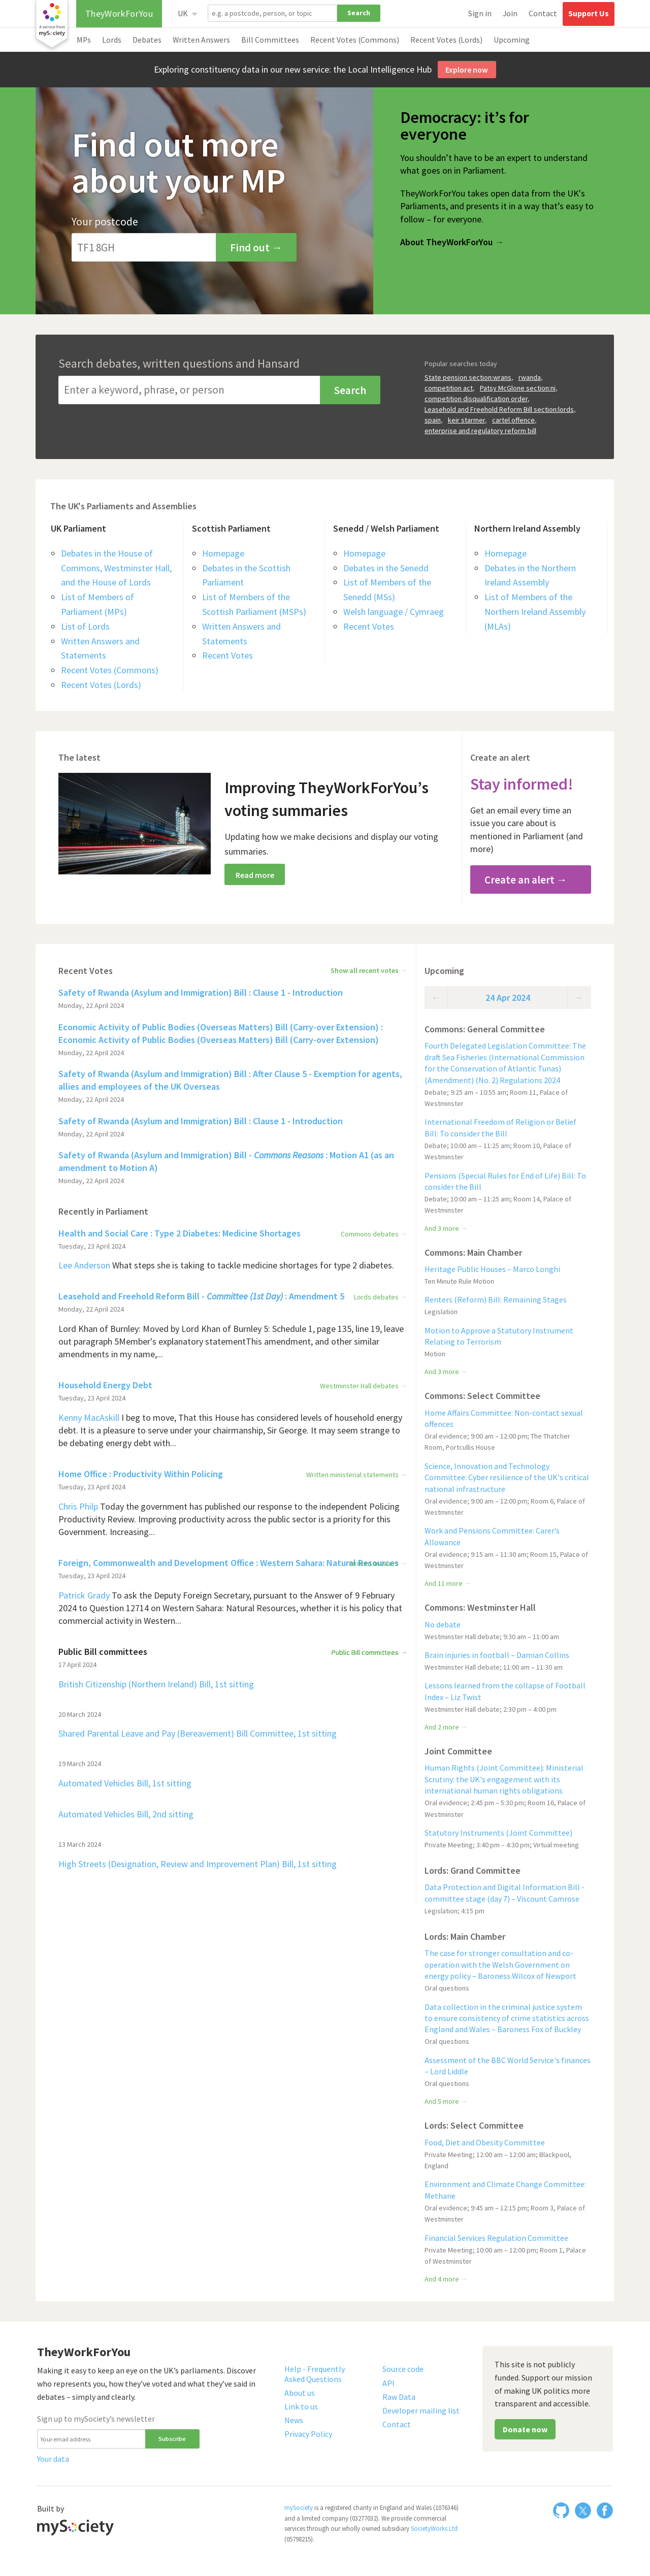 a service from
mySociety
TheyWorkForYou
UK
e.g. a postcode, person, or topic
Search
Sign in
Join
Contact
Support Us
MPs
Lords
Debates
Written Answers
Bill Committees
Recent Votes (Commons)
Recent Votes (Lords)
Upcoming
Exploring constituency data in our new service: the Local Intelligence Hub
Explore now
Find out more
about your MP
Your postcode
TF1 8GH
Find out →
Democracy: it’s for
everyone
You shouldn’t have to be an expert to understand
what goes on in Parliament.
TheyWorkForYou takes open data from the UK’s
Parliaments, and presents it in a way that’s easy to
follow – for everyone.
About TheyWorkForYou →
Search debates, written questions and Hansard
Enter a keyword, phrase, or person
Search
Popular searches today
State pension section:wrans, rwanda,
competition act, Patsy McGlone section:ni,
competition disqualification order,
Leasehold and Freehold Reform Bill section:lords,
spain, keir starmer, cartel offence,
enterprise and regulatory reform bill
The UK's Parliaments and Assemblies
UK Parliament
Debates in the House of
Commons, Westminster Hall,
and the House of Lords
List of Members of
Parliament (MPs)
List of Lords
Written Answers and
Statements
Recent Votes (Commons)
Recent Votes (Lords)
Scottish Parliament
Homepage
Debates in the Scottish
Parliament
List of Members of the
Scottish Parliament (MSPs)
Written Answers and
Statements
Recent Votes
Senedd / Welsh Parliament
Homepage
Debates in the Senedd
List of Members of the
Senedd (MSs)
Welsh language / Cymraeg
Recent Votes
Northern Ireland Assembly
Homepage
Debates in the Northern
Ireland Assembly
List of Members of the
Northern Ireland Assembly
(MLAs)
The latest
Improving TheyWorkForYou’s
voting summaries
Updating how we make decisions and display our voting
summaries.
Read more
Create an alert
Stay informed!
Get an email every time an
issue you care about is
mentioned in Parliament (and
more)
Create an alert →
Recent Votes
Show all recent votes →
Safety of Rwanda (Asylum and Immigration) Bill : Clause 1 - Introduction
Monday, 22 April 2024
Economic Activity of Public Bodies (Overseas Matters) Bill (Carry-over Extension) :
Economic Activity of Public Bodies (Overseas Matters) Bill (Carry-over Extension)
Monday, 22 April 2024
Safety of Rwanda (Asylum and Immigration) Bill : After Clause 5 - Exemption for agents,
allies and employees of the UK Overseas
Monday, 22 April 2024
Safety of Rwanda (Asylum and Immigration) Bill : Clause 1 - Introduction
Monday, 22 April 2024
Safety of Rwanda (Asylum and Immigration) Bill - Commons Reasons : Motion A1 (as an
amendment to Motion A)
Monday, 22 April 2024
Recently in Parliament
Health and Social Care : Type 2 Diabetes: Medicine Shortages
Commons debates →
Tuesday, 23 April 2024
Lee Anderson What steps she is taking to tackle medicine shortages for type 2 diabetes.
Leasehold and Freehold Reform Bill - Committee (1st Day) : Amendment 5
Lords debates →
Monday, 22 April 2024
Lord Khan of Burnley: Moved by Lord Khan of Burnley 5: Schedule 1, page 135, line 19, leave
out paragraph 5Member's explanatory statementThis amendment, and other similar
amendments in my name,...
Household Energy Debt
Westminster Hall debates →
Tuesday, 23 April 2024
Kenny MacAskill I beg to move, That this House has considered levels of household energy
debt. It is a pleasure to serve under your chairmanship, Sir George. It may seem strange to
be debating energy debt with...
Home Office : Productivity Within Policing
Written ministerial statements →
Tuesday, 23 April 2024
Chris Philp Today the government has published our response to the independent Policing
Productivity Review. Improving productivity across the public sector is a priority for this
Government. Increasing...
Foreign, Commonwealth and Development Office : Western Sahara: Natural Resources
Tuesday, 23 April 2024
Patrick Grady To ask the Deputy Foreign Secretary, pursuant to the Answer of 9 February
2024 to Question 12714 on Western Sahara: Natural Resources, whether it is his policy that
commercial activity in Western...
Public Bill committees
Public Bill committees →
17 April 2024
British Citizenship (Northern Ireland) Bill, 1st sitting
20 March 2024
Shared Parental Leave and Pay (Bereavement) Bill Committee, 1st sitting
19 March 2024
Automated Vehicles Bill, 1st sitting
Automated Vehicles Bill, 2nd sitting
13 March 2024
High Streets (Designation, Review and Improvement Plan) Bill, 1st sitting
Upcoming
← 24 Apr 2024 →
Commons: General Committee
Fourth Delegated Legislation Committee: The
draft Sea Fisheries (International Commission
for the Conservation of Atlantic Tunas)
(Amendment) (No. 2) Regulations 2024
Debate; 9:25 am – 10:55 am; Room 11, Palace of
Westminster
International Freedom of Religion or Belief
Bill: To consider the Bill
Debate; 10:00 am – 11:25 am; Room 10, Palace of
Westminster
Pensions (Special Rules for End of Life) Bill: To
consider the Bill
Debate; 10:00 am – 11:25 am; Room 14, Palace of
Westminster
And 3 more →
Commons: Main Chamber
Heritage Public Houses – Marco Longhi
Ten Minute Rule Motion
Renters (Reform) Bill: Remaining Stages
Legislation
Motion to Approve a Statutory Instrument
Relating to Terrorism
Motion
And 3 more →
Commons: Select Committee
Home Affairs Committee: Non-contact sexual
offences
Oral evidence; 9:00 am – 12:00 pm; The Thatcher
Room, Portcullis House
Science, Innovation and Technology
Committee: Cyber resilience of the UK's critical
national infrastructure
Oral evidence; 9:00 am – 12:00 pm; Room 6, Palace of
Westminster
Work and Pensions Committee: Carer’s
Allowance
Oral evidence; 9:15 am – 11:30 am; Room 15, Palace of
Westminster
And 11 more →
Commons: Westminster Hall
No debate
Westminster Hall debate; 9:30 am – 11:00 am
Brain injuries in football – Damian Collins
Westminster Hall debate; 11:00 am – 11:30 am
Lessons learned from the collapse of Football
Index – Liz Twist
Westminster Hall debate; 2:30 pm – 4:00 pm
And 2 more →
Joint Committee
Human Rights (Joint Committee): Ministerial
Scrutiny: the UK's engagement with its
international human rights obligations
Oral evidence; 2:45 pm – 5:30 pm; Room 16, Palace of
Westminster
Statutory Instruments (Joint Committee)
Private Meeting; 3:40 pm – 4:30 pm; Virtual meeting
Lords: Grand Committee
Data Protection and Digital Information Bill -
committee stage (day 7) – Viscount Camrose
Legislation; 4:15 pm
Lords: Main Chamber
The case for stronger consultation and co-
operation with the Welsh Government on
energy policy – Baroness Wilcox of Newport
Oral questions
Data collection in the criminal justice system
to ensure consistency of crime statistics across
England and Wales – Baroness Fox of Buckley
Oral questions
Assessment of the BBC World Service’s finances
– Lord Liddle
Oral questions
And 5 more →
Lords: Select Committee
Food, Diet and Obesity Committee
Private Meeting; 12:00 am – 12:00 am; Blackpool,
England
Environment and Climate Change Committee:
Methane
Oral evidence; 9:45 am – 12:15 pm; Room 3, Palace of
Westminster
Financial Services Regulation Committee
Private Meeting; 10:00 am – 12:00 pm; Room 1, Palace
of Westminster
And 4 more →
TheyWorkForYou
Making it easy to keep an eye on the UK’s parliaments. Discover
who represents you, how they’ve voted and what they’ve said in
debates – simply and clearly.
Sign up to mySociety’s newsletter
Your email address
Subscribe
Your data
Help - Frequently
Asked Questions
About us
Link to us
News
Privacy Policy
Source code
API
Raw Data
Developer mailing list
Contact
This site is not publicly
funded. Support our mission
of making UK politics more
transparent and accessible.
Donate now
Built by
mySociety
mySociety is a registered charity in England and Wales (1076346)
and a limited company (03277032). We provide commercial
services through our wholly owned subsidiary SocietyWorks Ltd
(05798215).